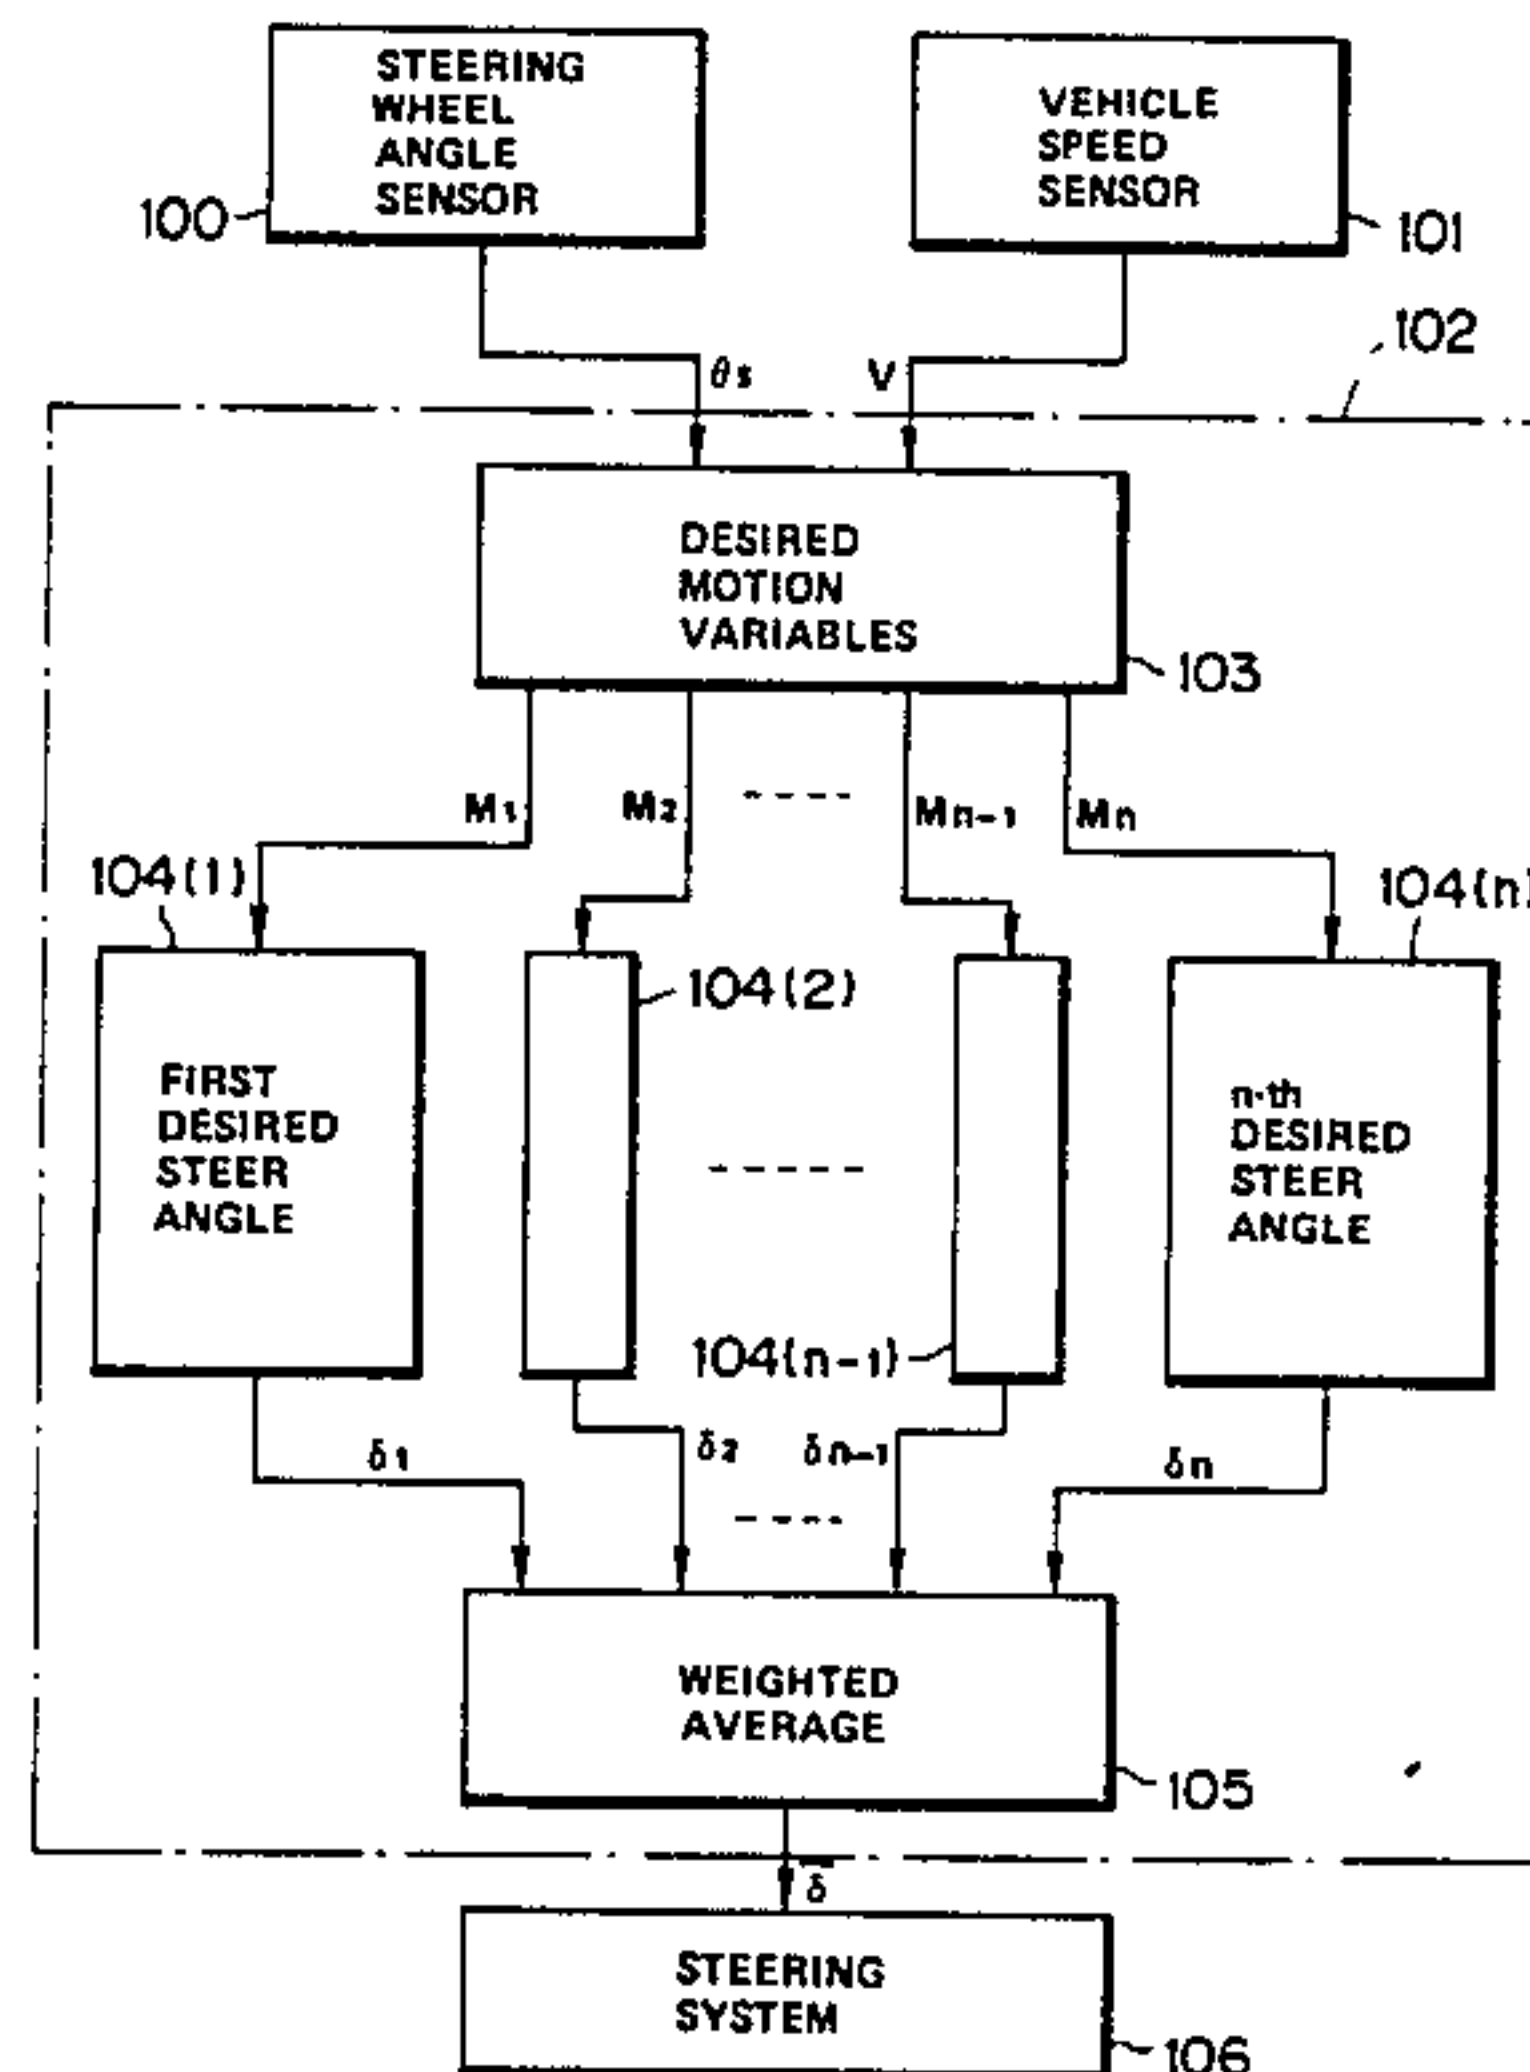 STEERING
WHEEL
ANGLE
SENSOR
100
VEHICLE
SPEED
SENSOR
101
102
θs
V
DESIRED
MOTION
VARIABLES
103
M1
M2
Mn-1
Mn
104(1)
104(2)
104(n)
FIRST
DESIRED
STEER
ANGLE
n-th
DESIRED
STEER
ANGLE
104(n-1)
δ1
δ2
δn-1
δn
WEIGHTED
AVERAGE
105
δ̄
STEERING
SYSTEM
106